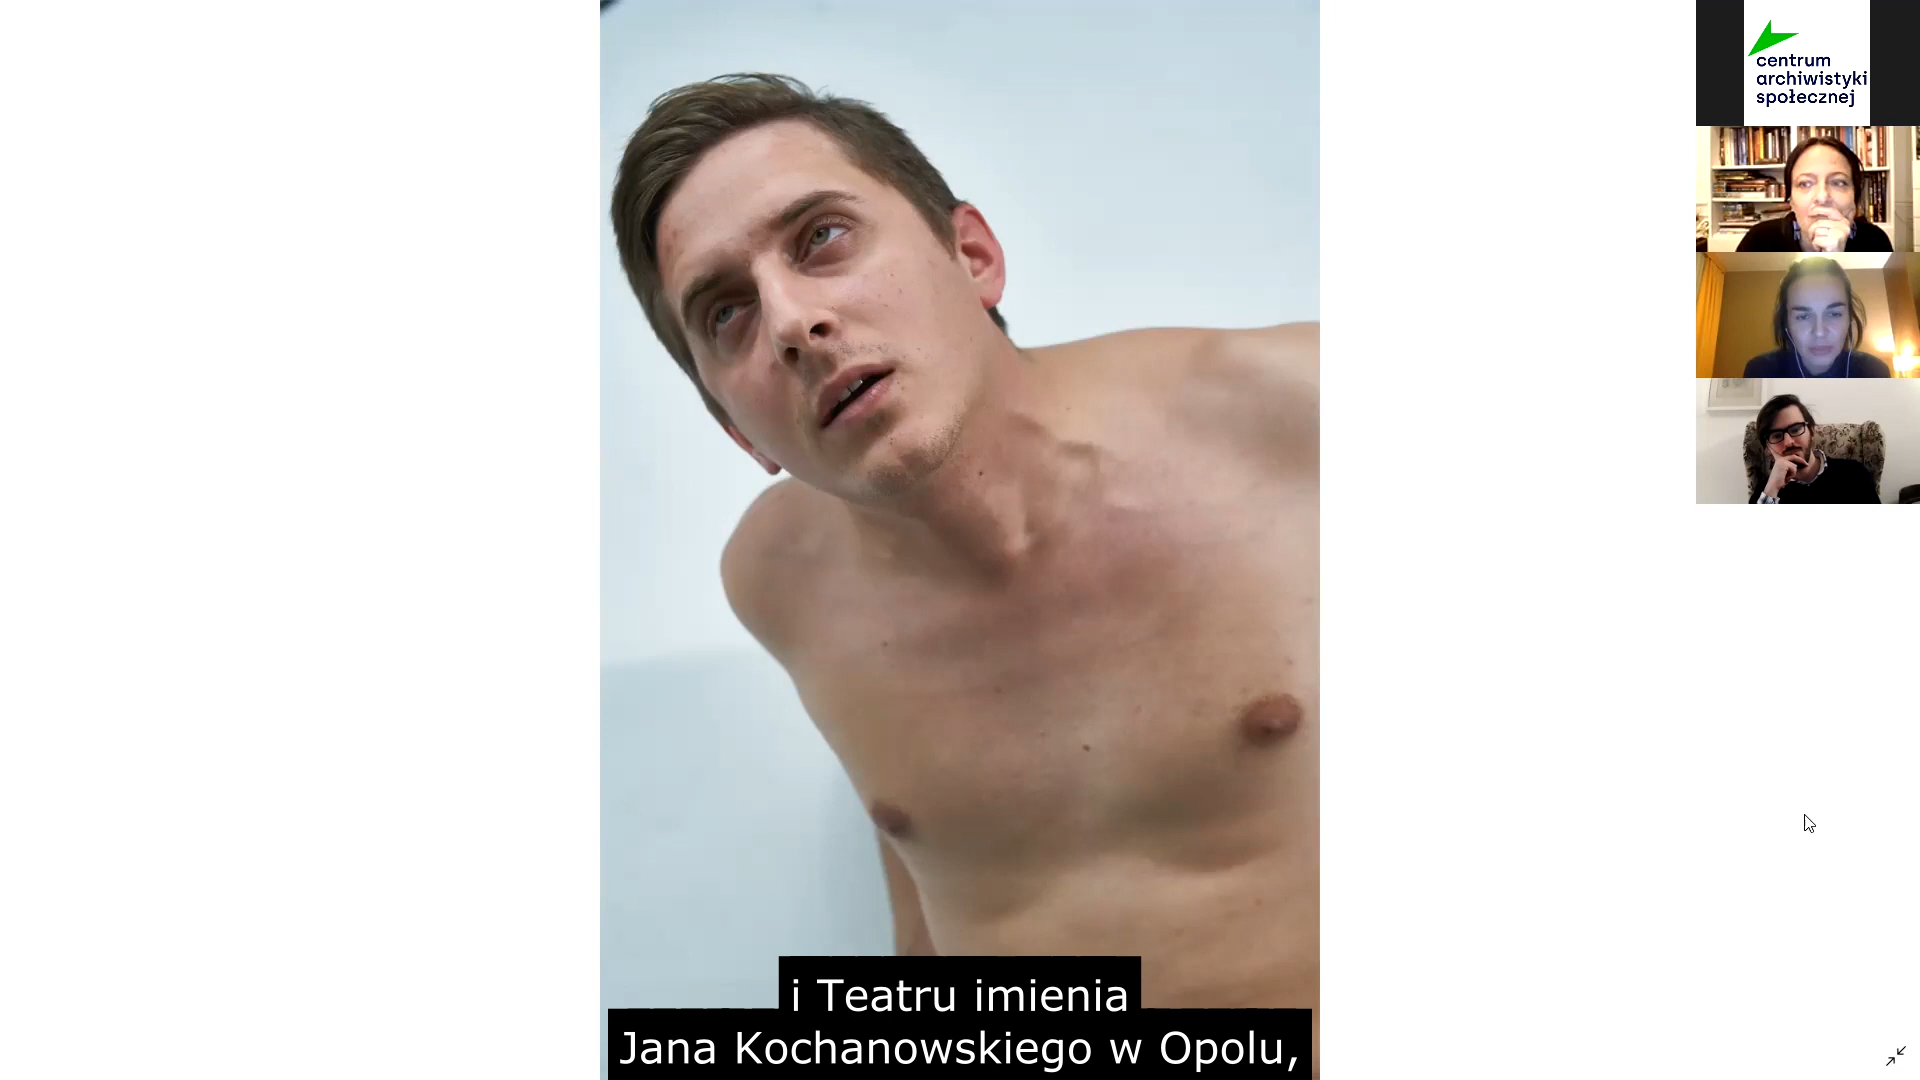 centrum
archiwistyki
społecznej
i Teatru imienia
Jana Kochanowskiego w Opolu,